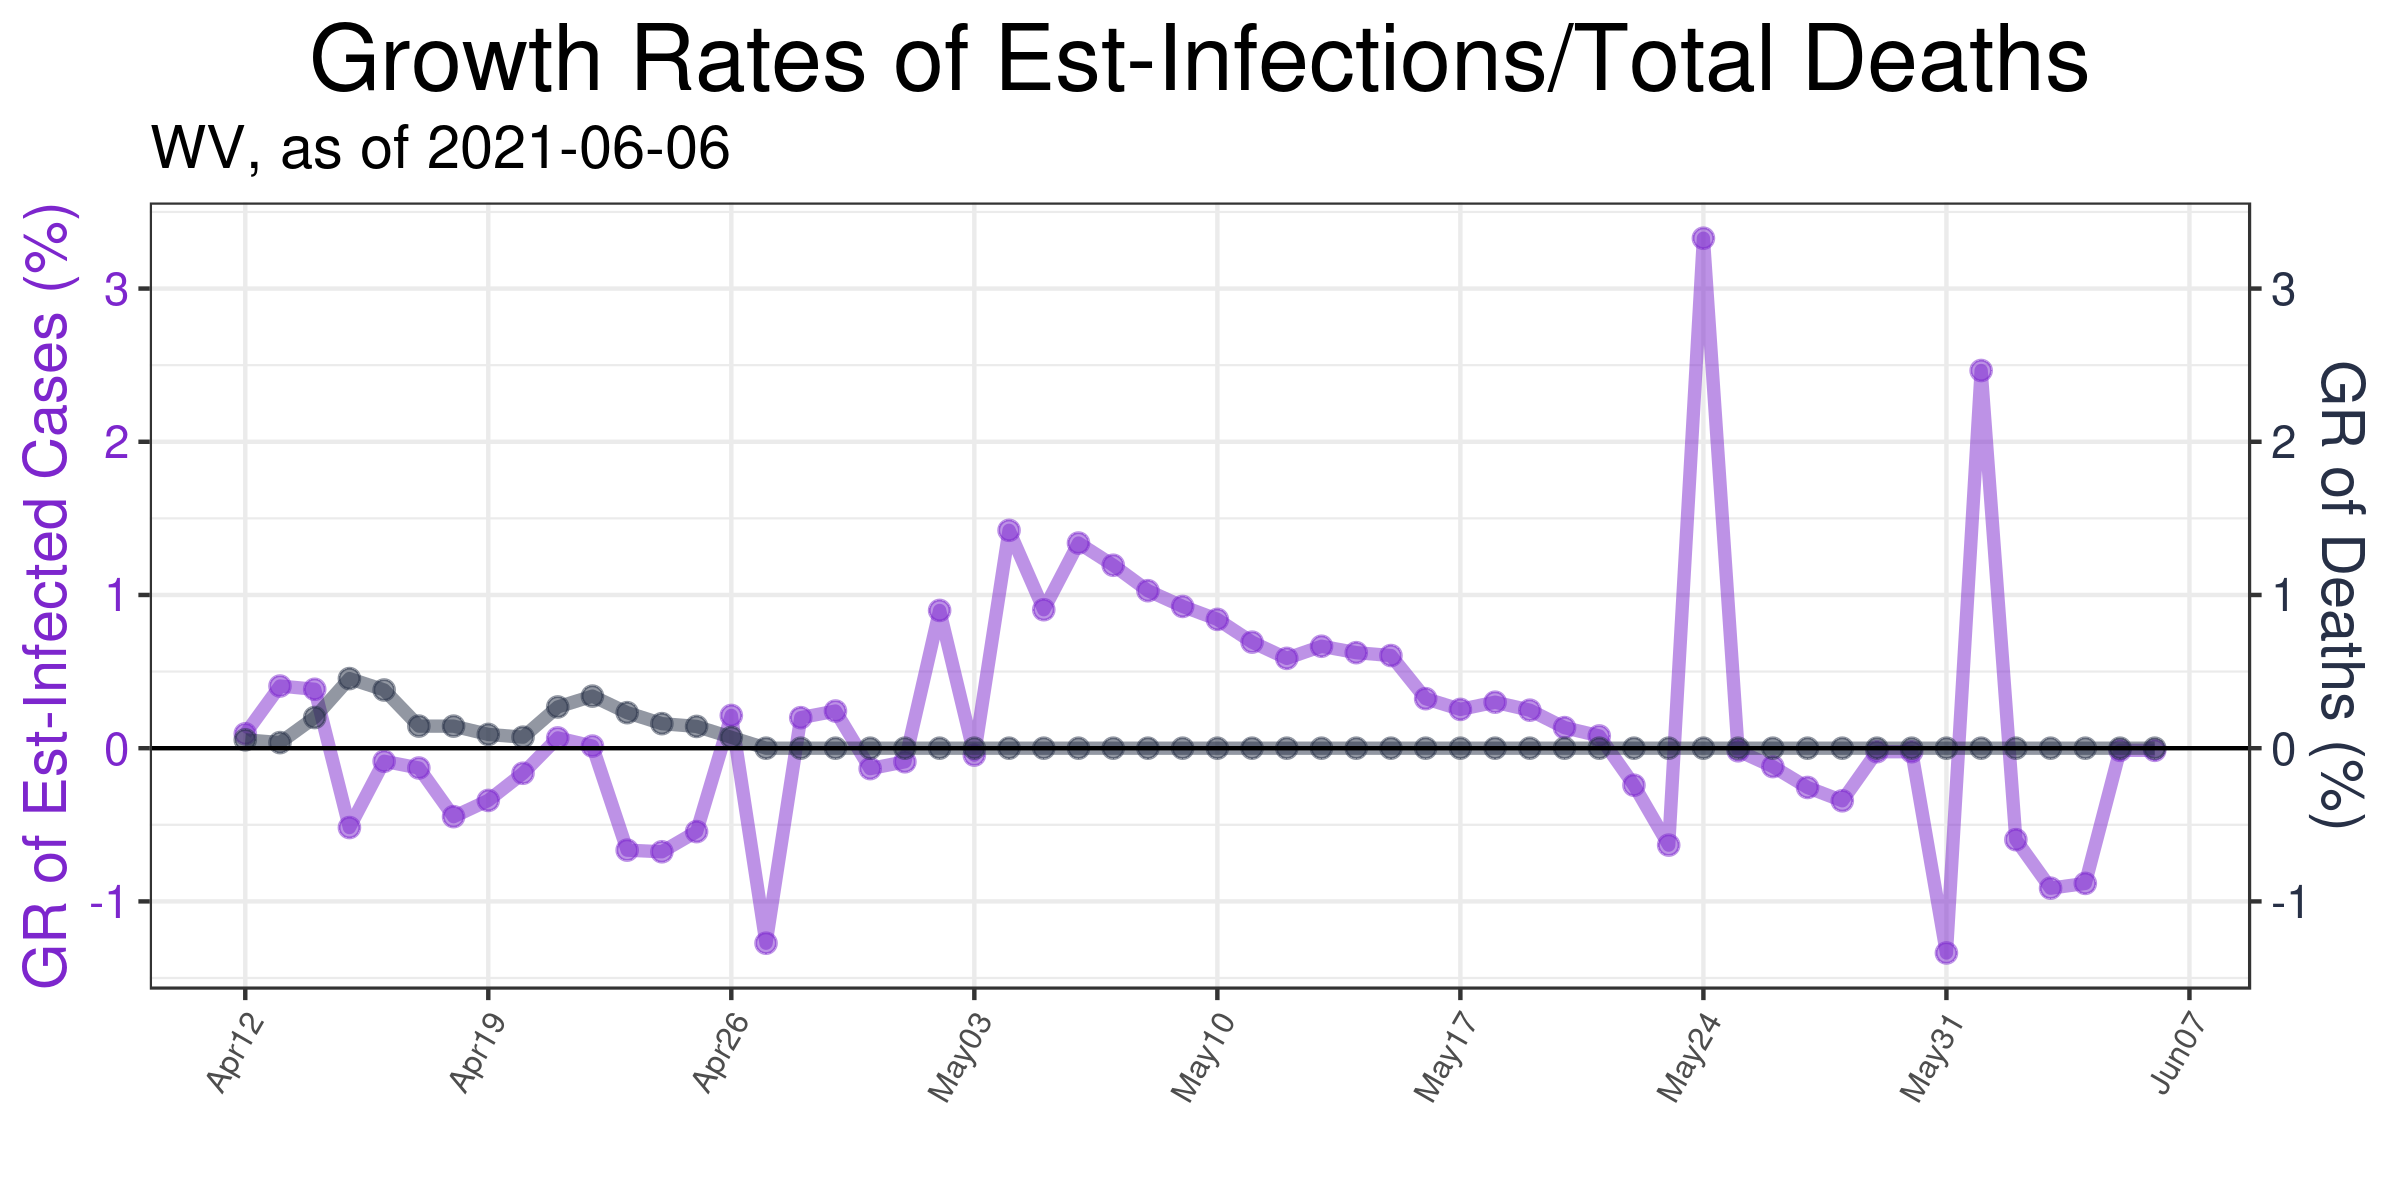 Growth Rates of Est-Infections/Total Deaths
WV, as of 2021-06-06
GR of Est-Infected Cases (%)
3
2
1
0
-1
3
2
1
0
-1
GR of Deaths (%)
Apr12
Apr19
Apr26
May03
May10
May17
May24
May31
Jun07